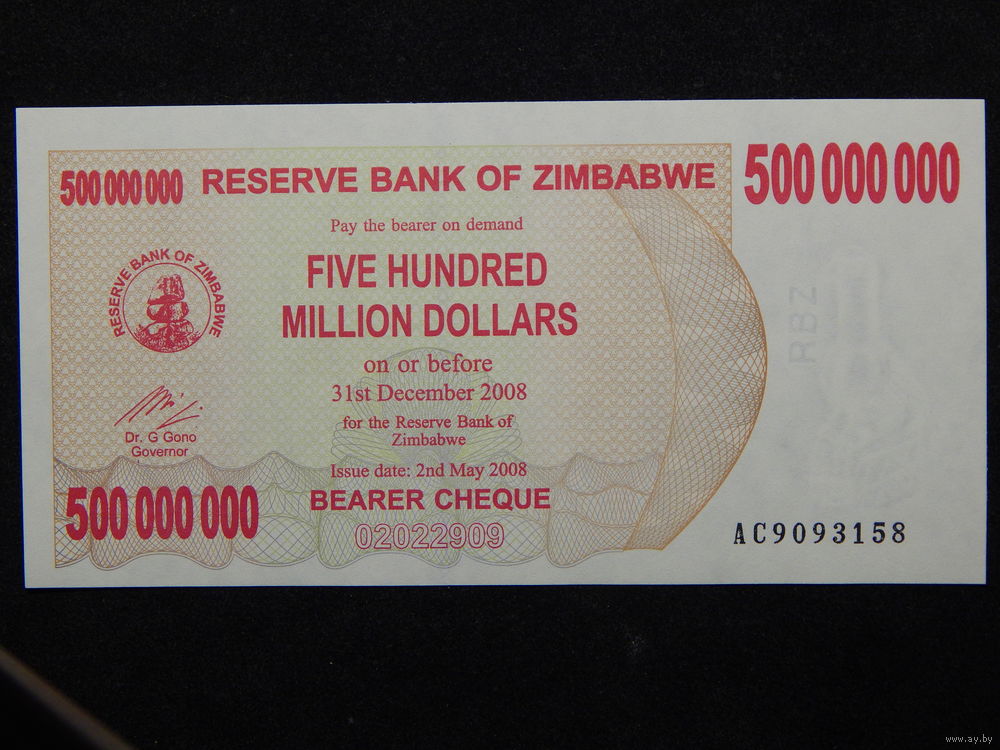 500 000 000
RESERVE BANK OF ZIMBABWE
500 000 000
Pay the bearer on demand
FIVE HUNDRED
MILLION DOLLARS
RESERVE BANK OF ZIMBABWE
on or before
31st December 2008
for the Reserve Bank of
Zimbabwe
Dr. G Gono
Governor
Issue date: 2nd May 2008
500 000 000
BEARER CHEQUE
02022909
AC9093158
RBZ
www.ay.by